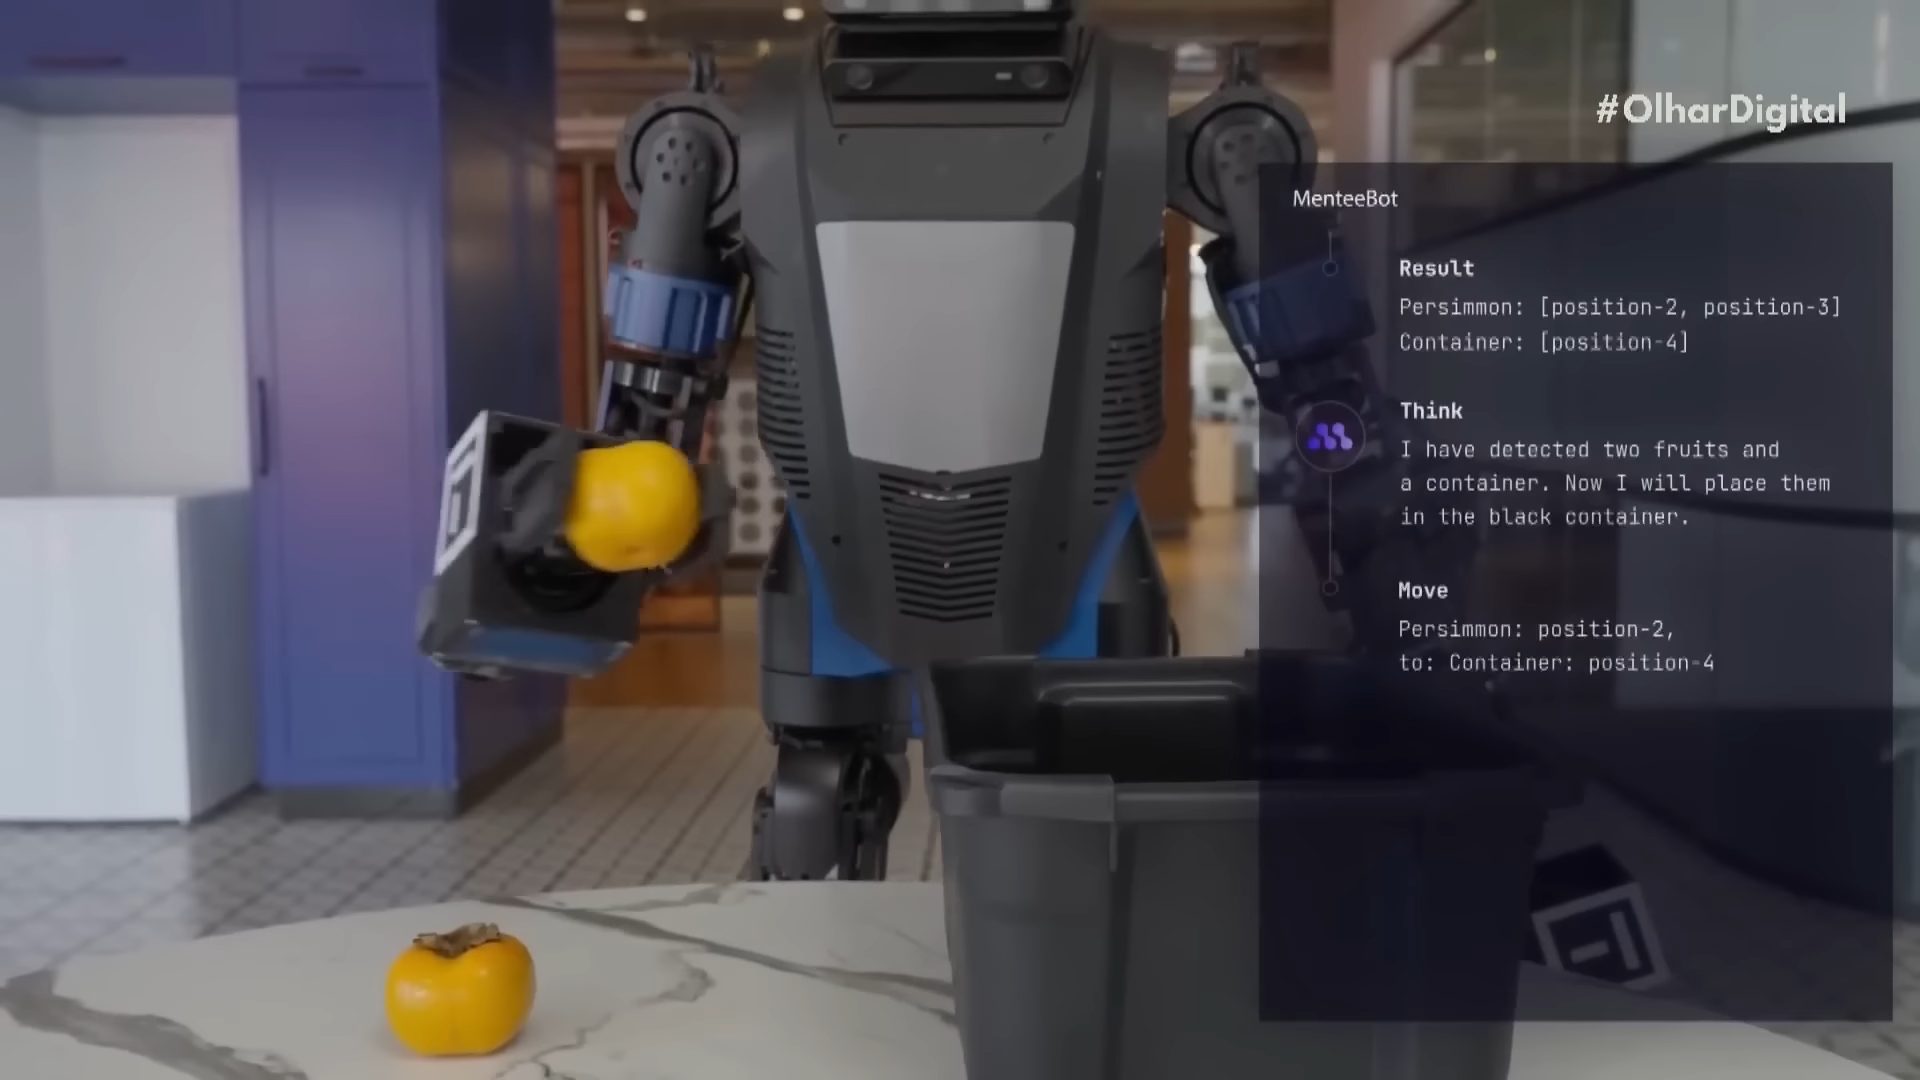 #OlharDigital
MenteeBot
Result
Persimmon: [position-2, position-3]
Container: [position-4]
Think
I have detected two fruits and
a container. Now I will place them
in the black container.
Move
Persimmon: position-2,
to: Container: position-4